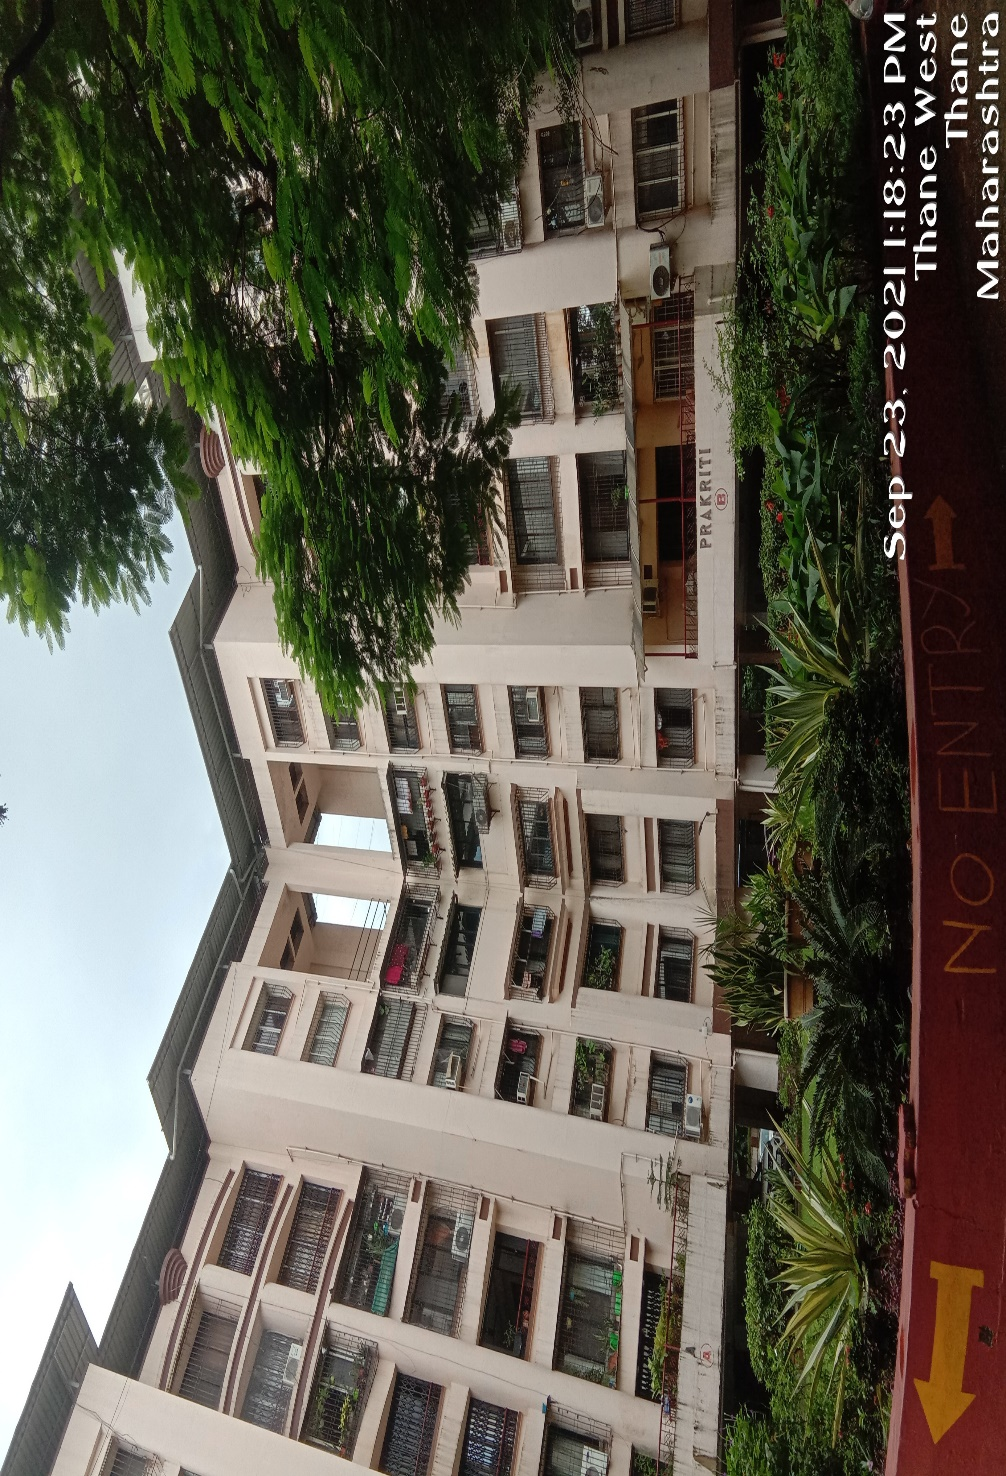 PRAKRITI
B
A
NO ENTRY
Sep 23, 2021 1:18:23 PM
Thane West
Thane
Maharashtra